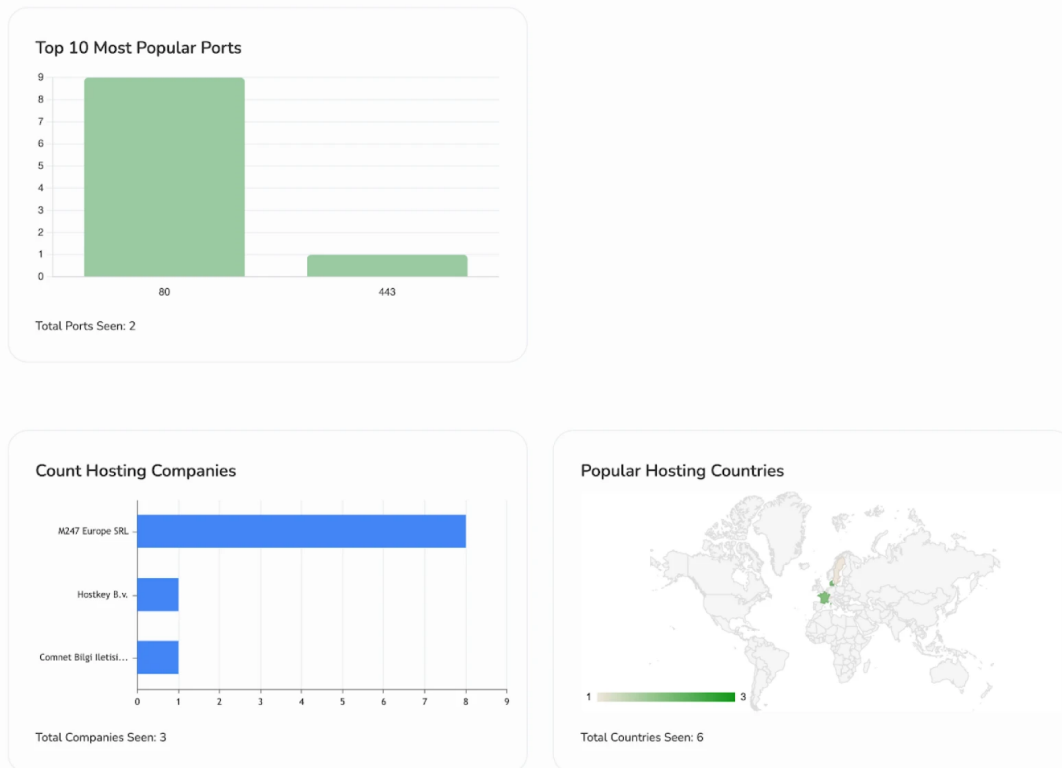 Top 10 Most Popular Ports
9
8
7
6
5
4
3
2
1
0
80 443
Total Ports Seen: 2
Count Hosting Companies
M247 Europe SRL
Hostkey B.v.
Comnet Bilgi Iletisi...
0 1 2 3 4 5 6 7 8 9
Total Companies Seen: 3
Popular Hosting Countries
1 3
Total Countries Seen: 6